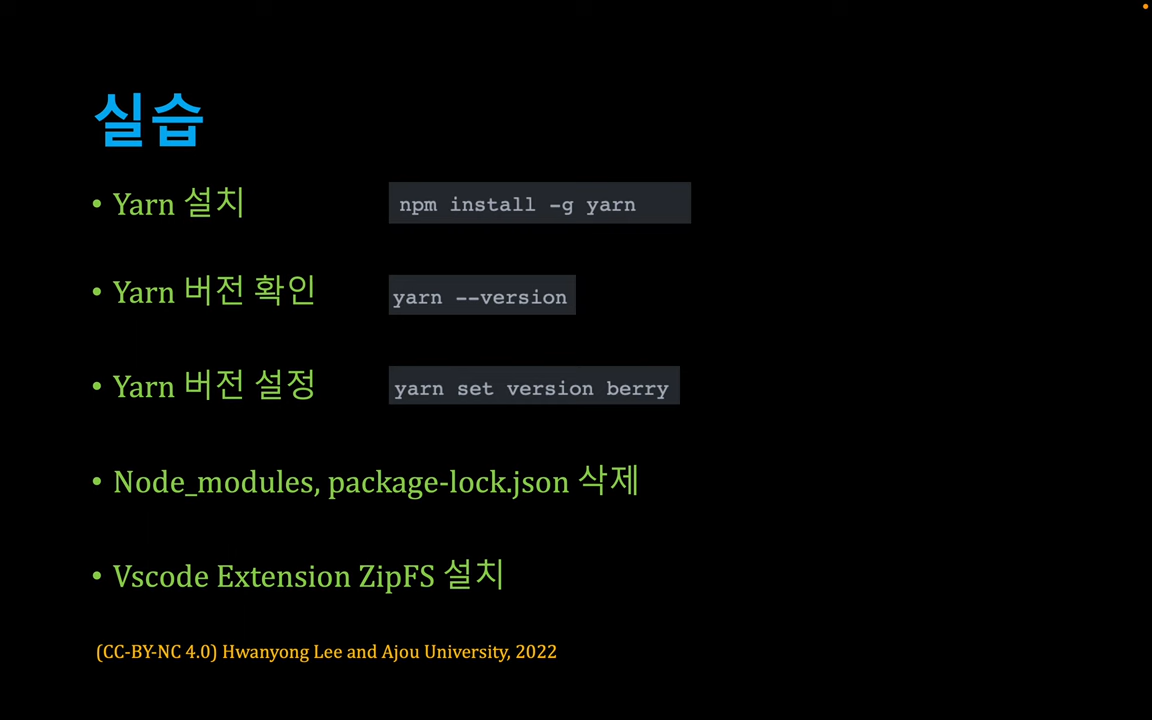 실습
• Yarn 설치 npm install -g yarn
• Yarn 버전 확인 yarn --version
• Yarn 버전 설정 yarn set version berry
• Node_modules, package-lock.json 삭제
• Vscode Extension ZipFS 설치
(CC-BY-NC 4.0) Hwanyong Lee and Ajou University, 2022